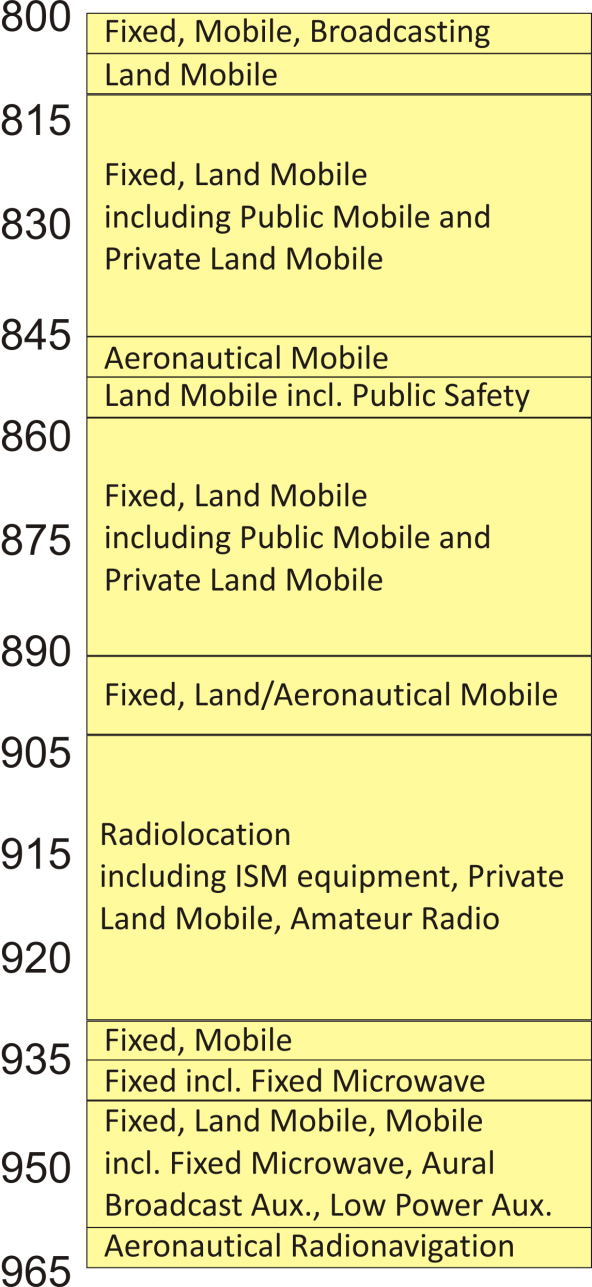 800
Fixed, Mobile, Broadcasting
Land Mobile
815
Fixed, Land Mobile
including Public Mobile and
Private Land Mobile
830
845
Aeronautical Mobile
Land Mobile incl. Public Safety
860
Fixed, Land Mobile
including Public Mobile and
Private Land Mobile
875
890
Fixed, Land/Aeronautical Mobile
905
Radiolocation
including ISM equipment, Private
Land Mobile, Amateur Radio
915
920
Fixed, Mobile
935
Fixed incl. Fixed Microwave
Fixed, Land Mobile, Mobile
incl. Fixed Microwave, Aural
Broadcast Aux., Low Power Aux.
950
Aeronautical Radionavigation
965